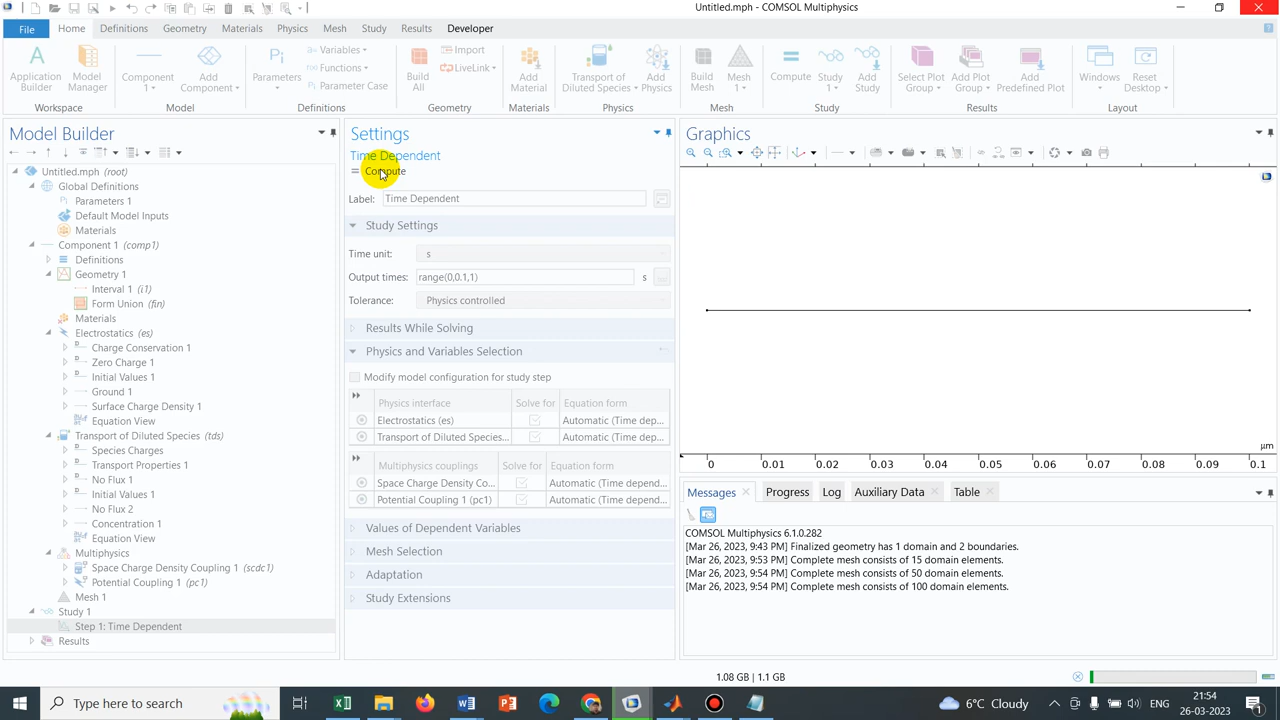 Untitled.mph - COMSOL Multiphysics
File Home Definitions Geometry Materials Physics Mesh Study Results Developer
Application Builder
Model Manager
Workspace
Component 1
Add Component
Model
Parameters
Variables
Functions
Parameter Case
Definitions
Build All
Import
LiveLink
Geometry
Add Material
Materials
Transport of Diluted Species
Add Physics
Physics
Build Mesh
Mesh 1
Mesh
Compute
Study 1
Add Study
Study
Select Plot Group
Add Plot Group
Add Predefined Plot
Results
Windows
Reset Desktop
Layout
Model Builder
Untitled.mph (root)
Global Definitions
Parameters 1
Default Model Inputs
Materials
Component 1 (comp1)
Definitions
Geometry 1
Interval 1 (i1)
Form Union (fin)
Materials
Electrostatics (es)
Charge Conservation 1
Zero Charge 1
Initial Values 1
Ground 1
Surface Charge Density 1
Equation View
Transport of Diluted Species (tds)
Species Charges
Transport Properties 1
No Flux 1
Initial Values 1
No Flux 2
Concentration 1
Equation View
Multiphysics
Space Charge Density Coupling 1 (scdc1)
Potential Coupling 1 (pc1)
Mesh 1
Study 1
Step 1: Time Dependent
Results
Settings
Time Dependent
= Compute
Label: Time Dependent
Study Settings
Time unit: s
Output times: range(0,0.1,1) s
Tolerance: Physics controlled
Results While Solving
Physics and Variables Selection
Modify model configuration for study step
Physics interface Solve for Equation form
Electrostatics (es) Automatic (Time dep...
Transport of Diluted Species... Automatic (Time dep...
Multiphysics couplings Solve for Equation form
Space Charge Density Co... Automatic (Time depend...
Potential Coupling 1 (pc1) Automatic (Time depend...
Values of Dependent Variables
Mesh Selection
Adaptation
Study Extensions
Graphics
µm
0 0.01 0.02 0.03 0.04 0.05 0.06 0.07 0.08 0.09 0.1
Messages Progress Log Auxiliary Data Table
COMSOL Multiphysics 6.1.0.282
[Mar 26, 2023, 9:43 PM] Finalized geometry has 1 domain and 2 boundaries.
[Mar 26, 2023, 9:53 PM] Complete mesh consists of 15 domain elements.
[Mar 26, 2023, 9:54 PM] Complete mesh consists of 50 domain elements.
[Mar 26, 2023, 9:54 PM] Complete mesh consists of 100 domain elements.
1.08 GB | 1.1 GB
Type here to search
6°C Cloudy
ENG
21:54
26-03-2023